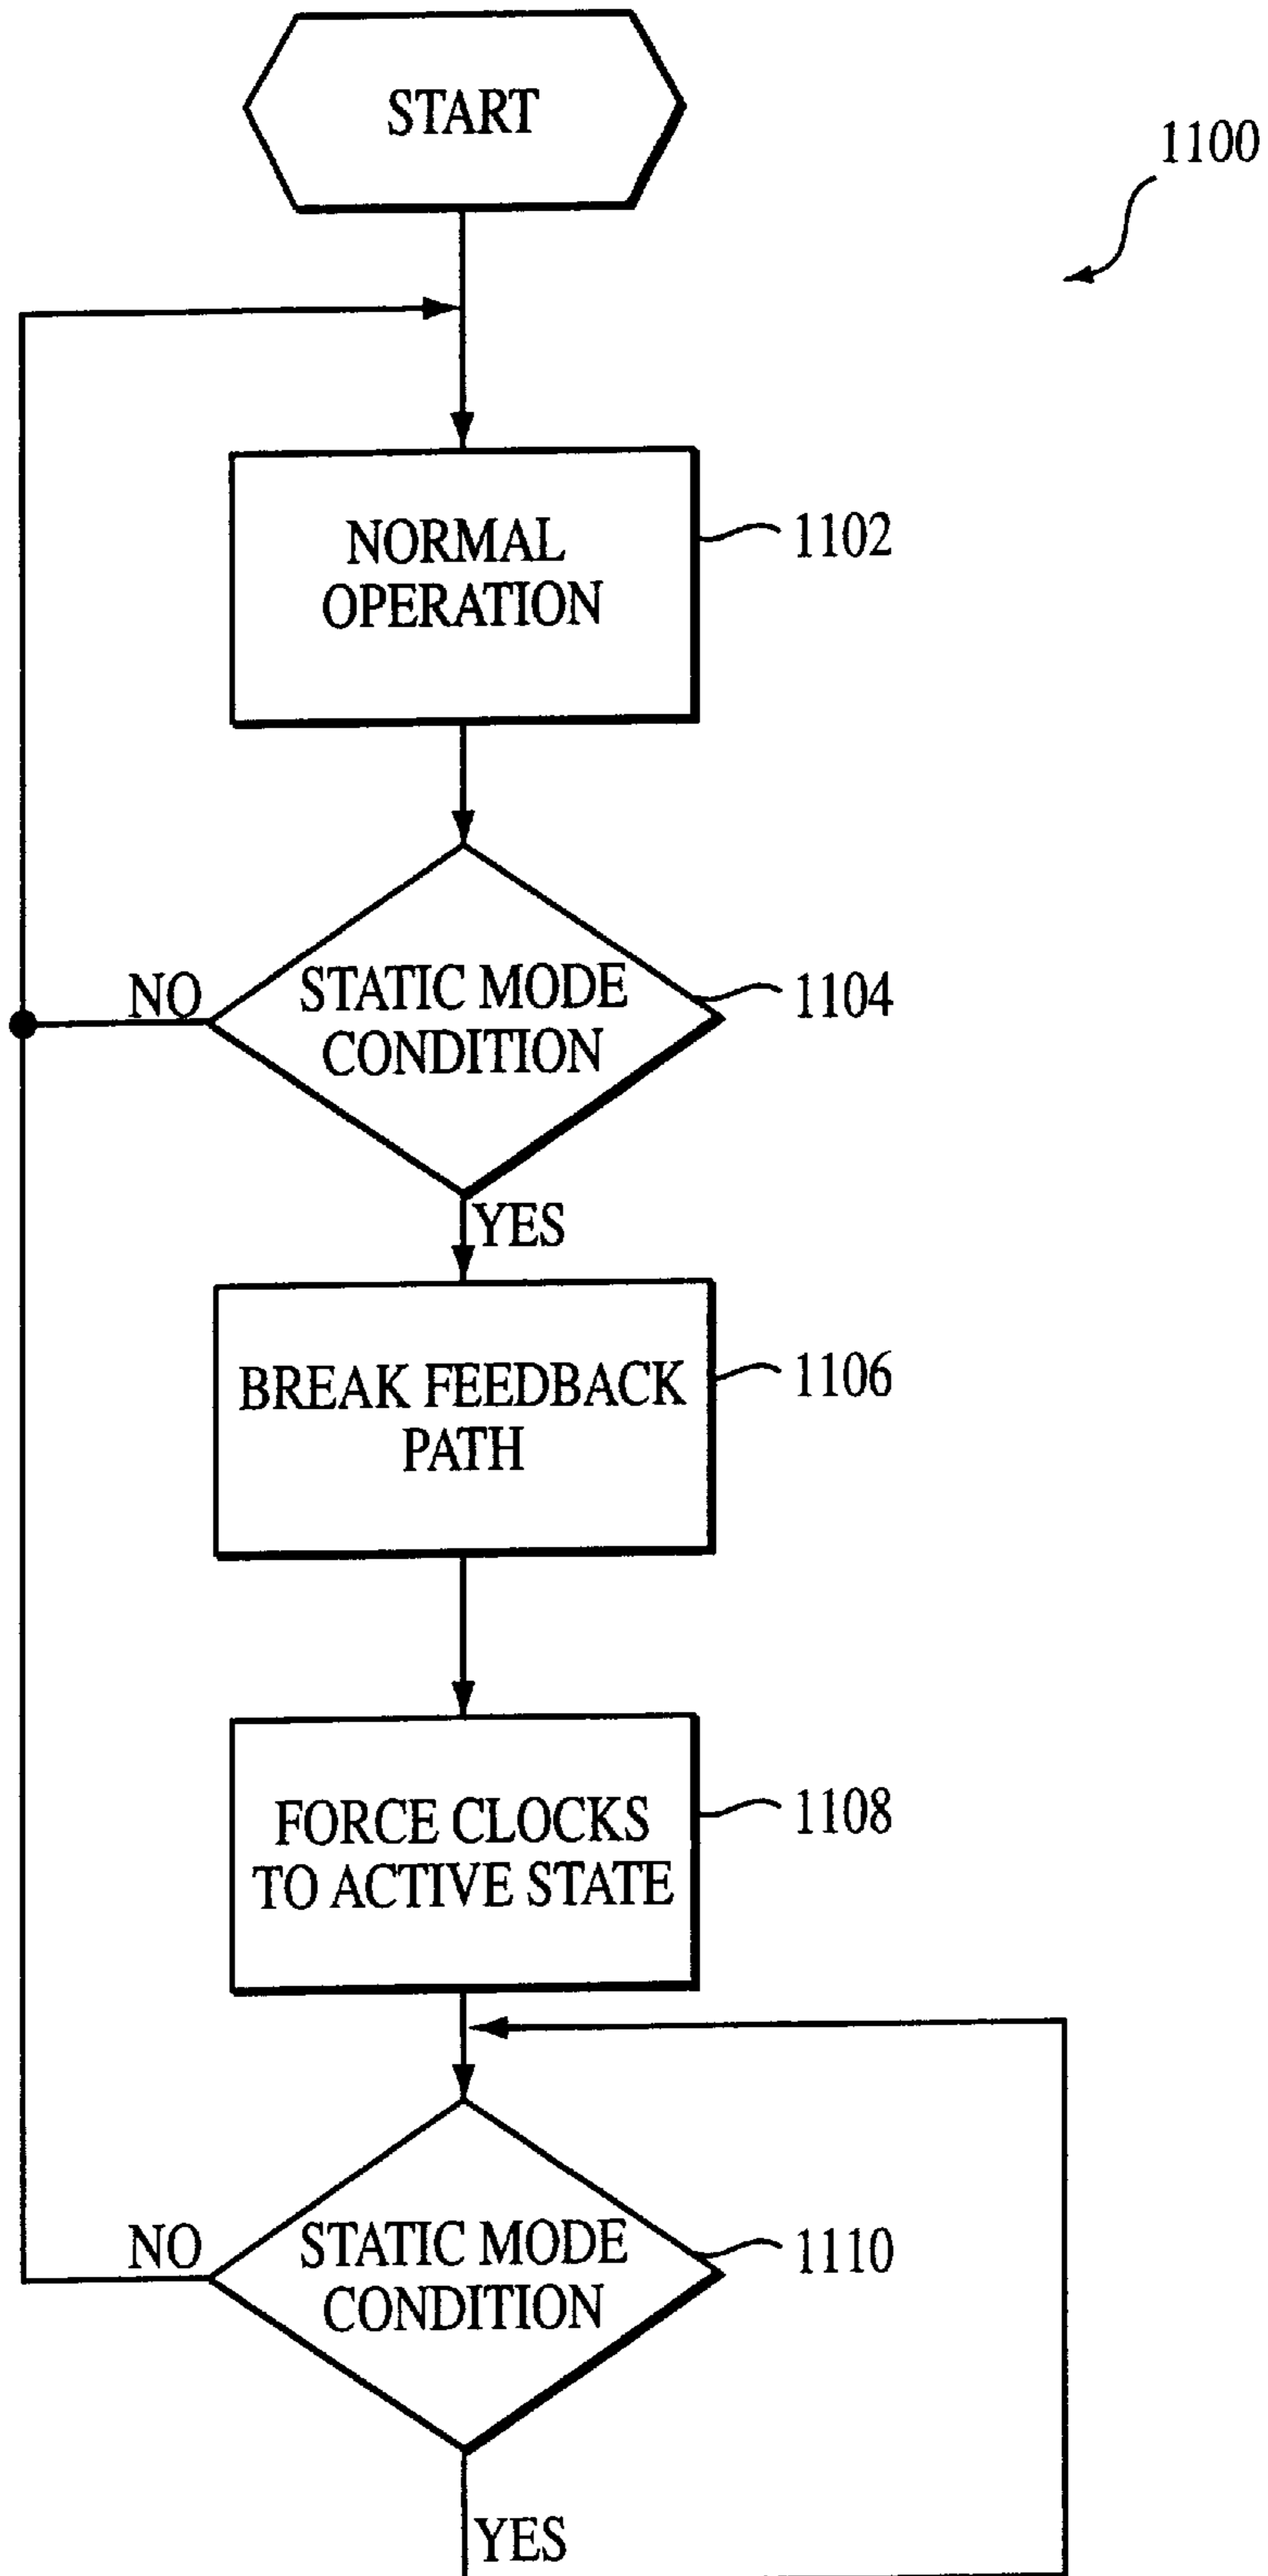 START
1100
NORMAL
OPERATION
1102
STATIC MODE
CONDITION
1104
NO
YES
BREAK FEEDBACK
PATH
1106
FORCE CLOCKS
TO ACTIVE STATE
1108
STATIC MODE
CONDITION
1110
NO
YES